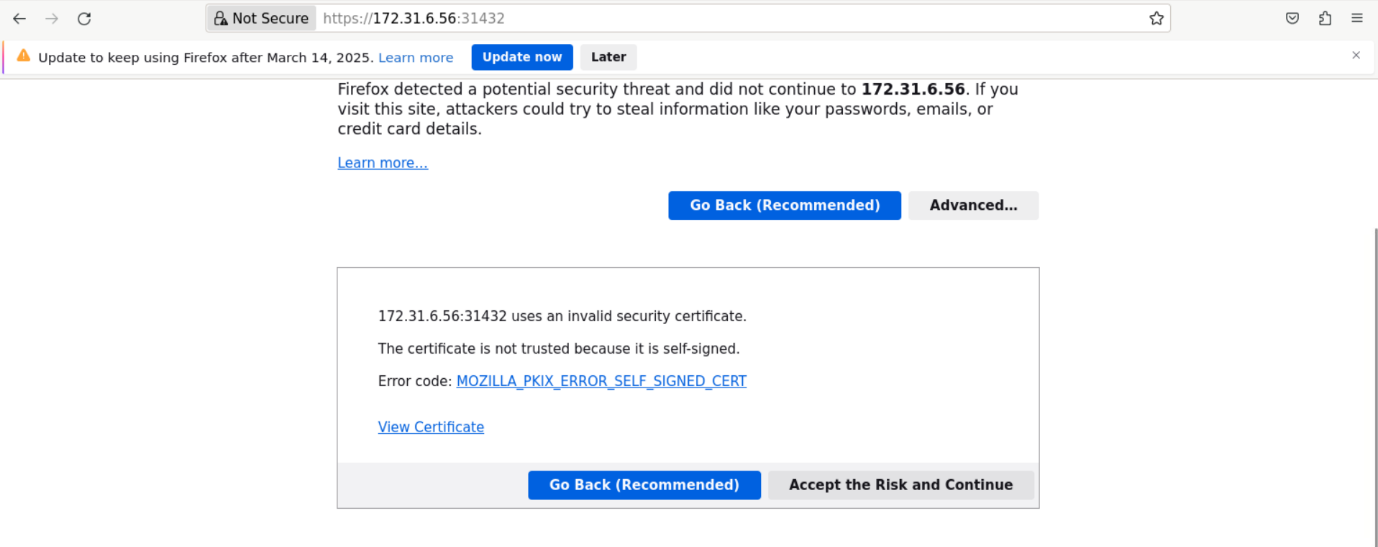 Not Secure https://172.31.6.56:31432
Update to keep using Firefox after March 14, 2025. Learn more Update now Later
Firefox detected a potential security threat and did not continue to 172.31.6.56. If you
visit this site, attackers could try to steal information like your passwords, emails, or
credit card details.
Learn more…
Go Back (Recommended) Advanced…
172.31.6.56:31432 uses an invalid security certificate.
The certificate is not trusted because it is self-signed.
Error code: MOZILLA_PKIX_ERROR_SELF_SIGNED_CERT
View Certificate
Go Back (Recommended) Accept the Risk and Continue